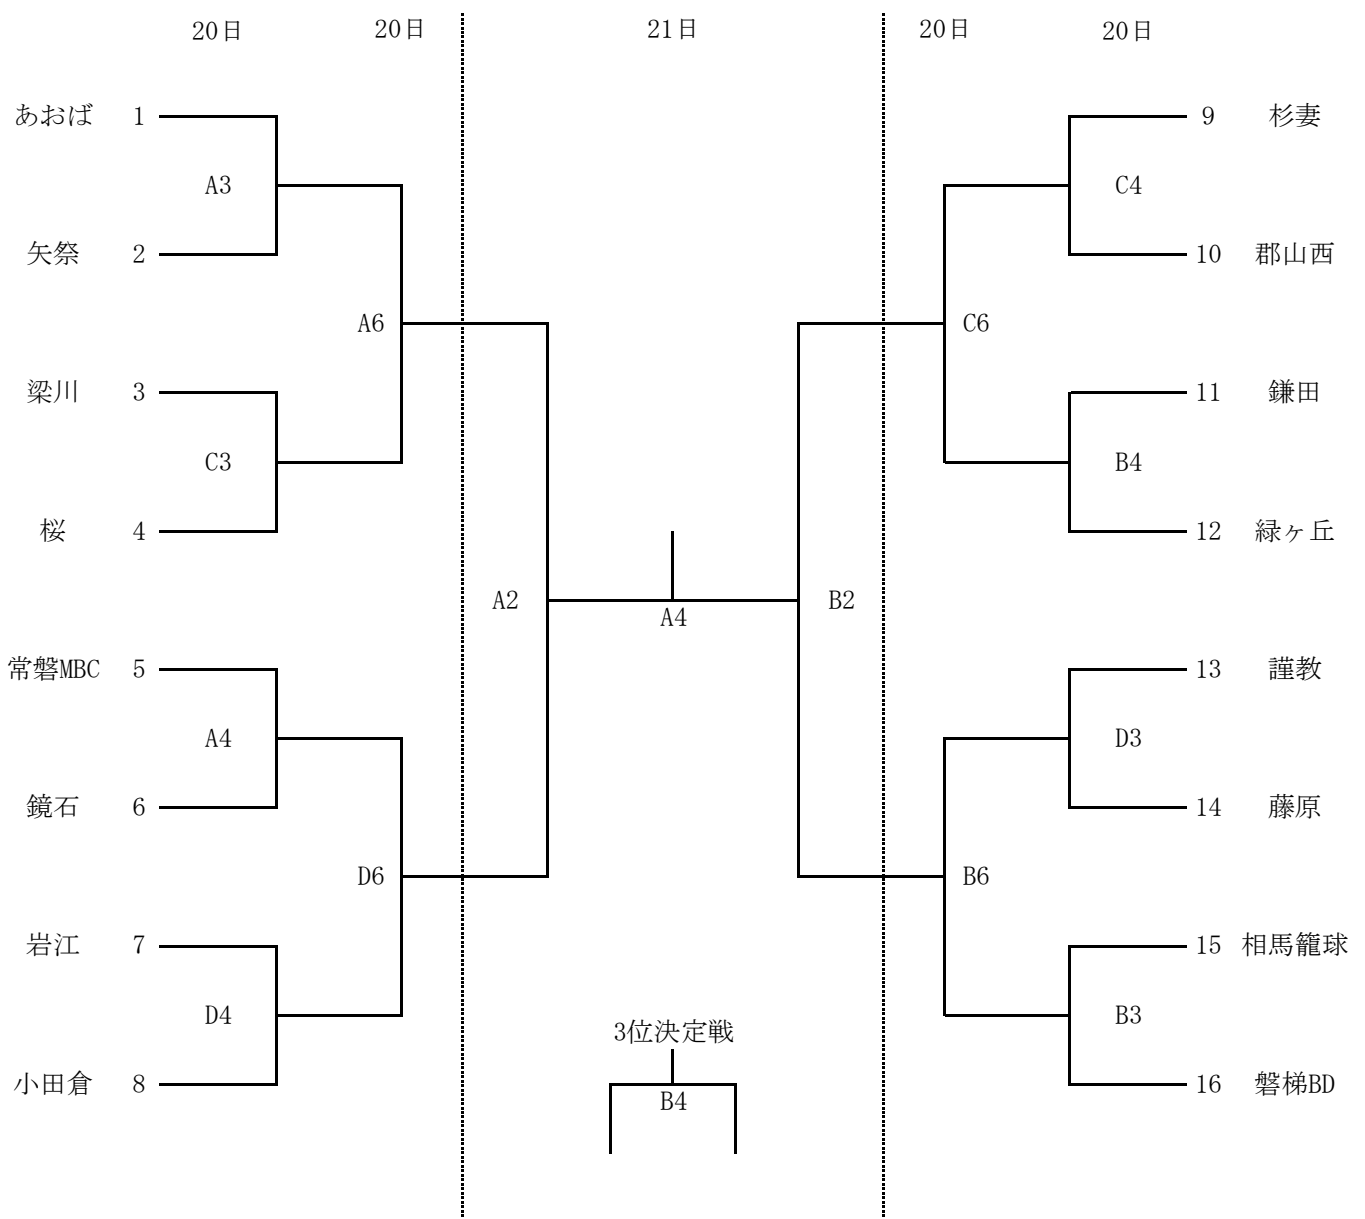 20日 20日 21日 20日 20日
あおば 1 9 杉妻
A3 C4
矢祭 2 10 郡山西
A6 C6
梁川 3 11 鎌田
C3 B4
桜 4 12 緑ヶ丘
A2 B2
A4
常磐MBC 5 13 謹教
A4 D3
鏡石 6 14 藤原
D6 B6
岩江 7 15 相馬籠球
D4 B3
3位決定戦
小田倉 8 16 磐梯BD
B4